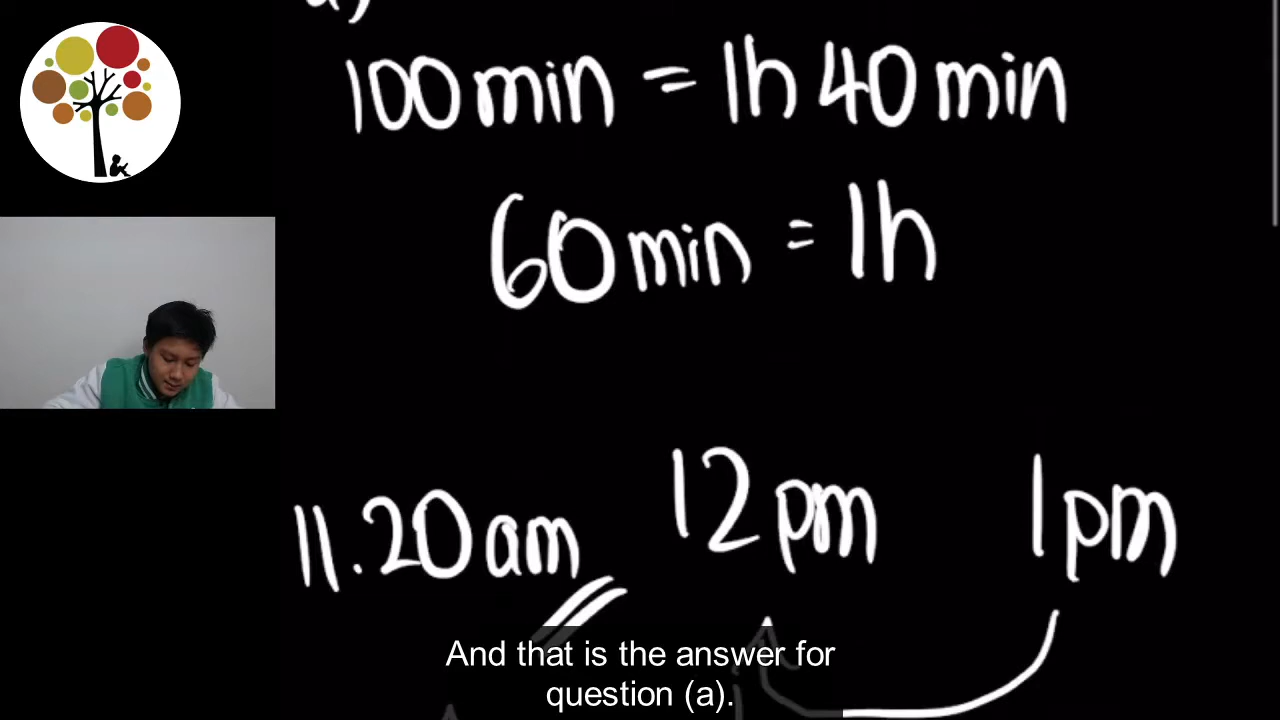 a)
100 min = 1h 40 min
60 min = 1h
11.20 am 12 pm 1 pm
And that is the answer for
question (a).